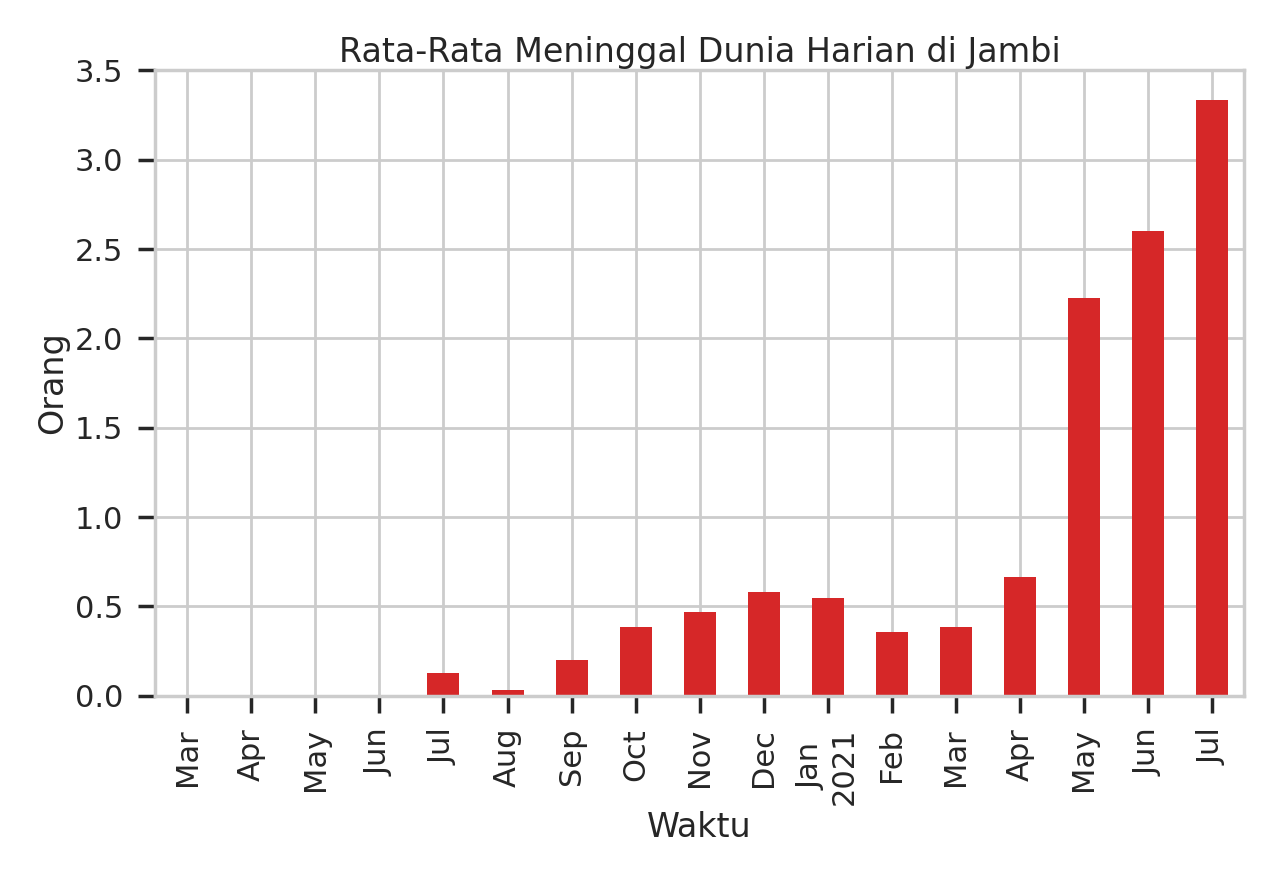 Rata-Rata Meninggal Dunia Harian di Jambi
3.5
3.0
2.5
2.0
1.5
1.0
0.5
0.0
Orang
Mar
Apr
May
Jun
Jul
Aug
Sep
Oct
Nov
Dec
Jan
2021
Feb
Mar
Apr
May
Jun
Jul
Waktu